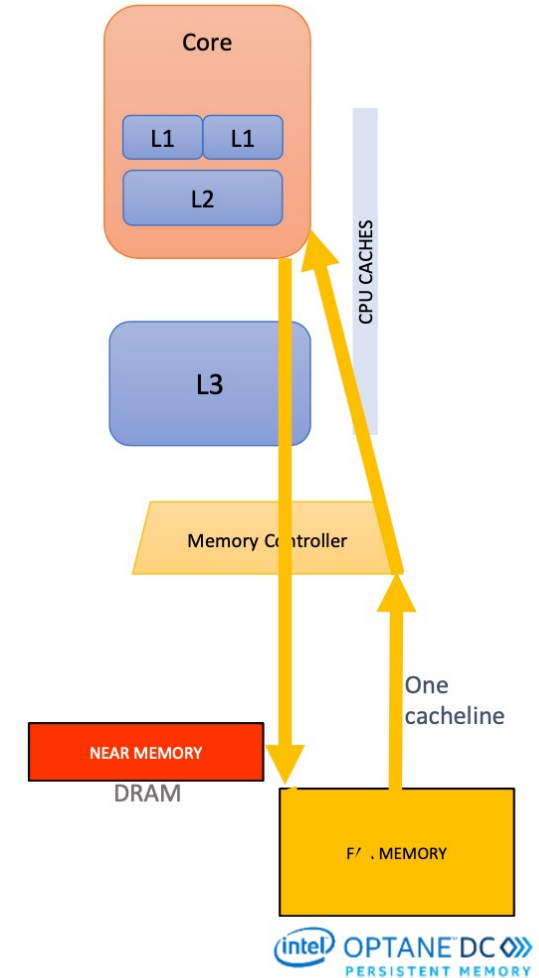 Core
L1 L1
L2
CPU CACHES
L3
Memory Controller
One
cacheline
NEAR MEMORY
DRAM
MEMORY
intel OPTANE DC
PERSISTENT MEMORY